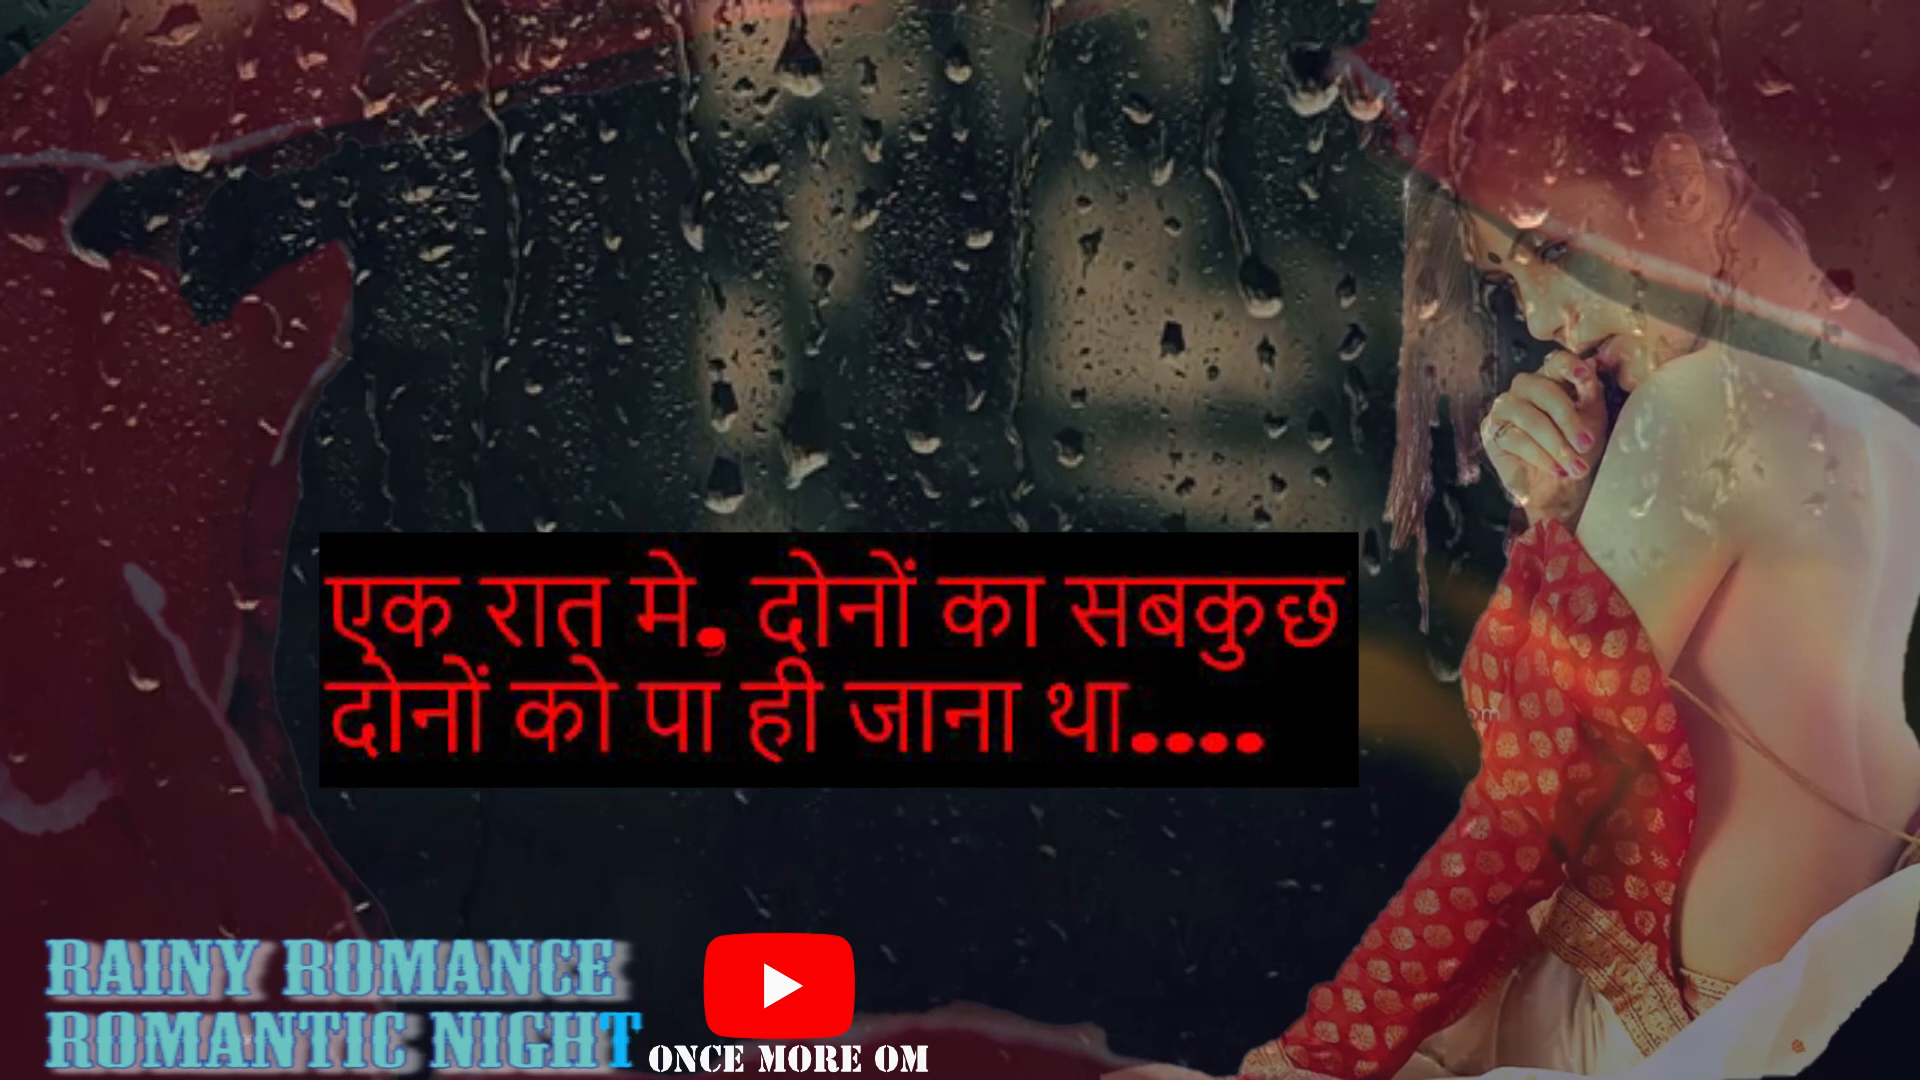 एक रात मे. दोनों का सबकुछ
दोनों को पा ही जाना था....
RAINY ROMANCE
ROMANTIC NIGHT
ONCE MORE OM